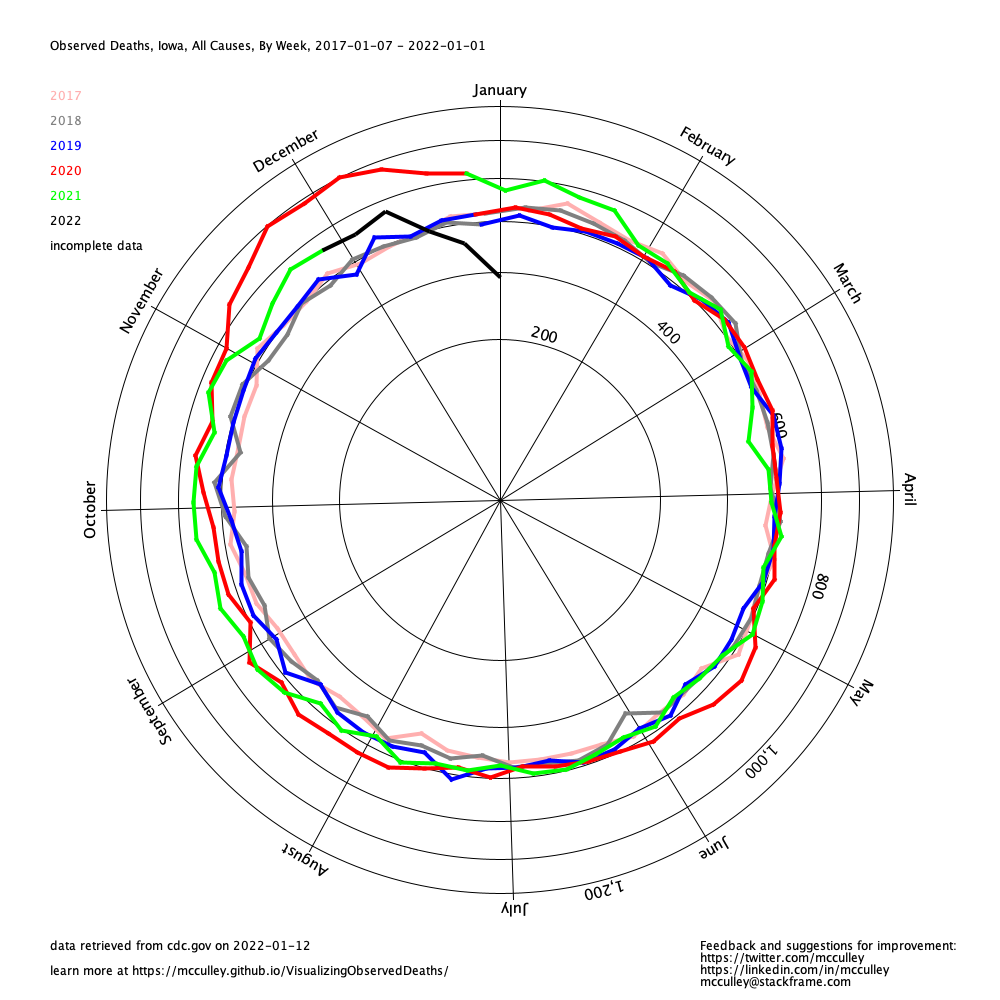 Observed Deaths, Iowa, All Causes, By Week, 2017-01-07 - 2022-01-01
2017
2018
2019
2020
2021
2022
incomplete data
January
February
March
April
May
June
July
August
September
October
November
December
200
400
600
800
1,000
1,200
data retrieved from cdc.gov on 2022-01-12
learn more at https://mcculley.github.io/VisualizingObservedDeaths/
Feedback and suggestions for improvement:
https://twitter.com/mcculley
https://linkedin.com/in/mcculley
mcculley@stackframe.com